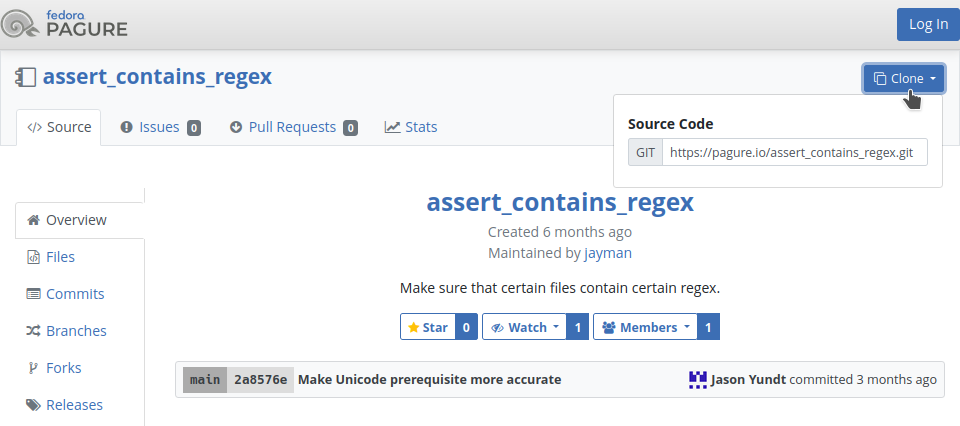 fedora
PAGURE
Log In
assert_contains_regex
Clone
Source
Issues 0
Pull Requests 0
Stats
Source Code
GIT https://pagure.io/assert_contains_regex.git
Overview
Files
Commits
Branches
Forks
Releases
assert_contains_regex
Created 6 months ago
Maintained by jayman
Make sure that certain files contain certain regex.
Star 0 Watch 1 Members 1
main 2a8576e Make Unicode prerequisite more accurate Jason Yundt committed 3 months ago